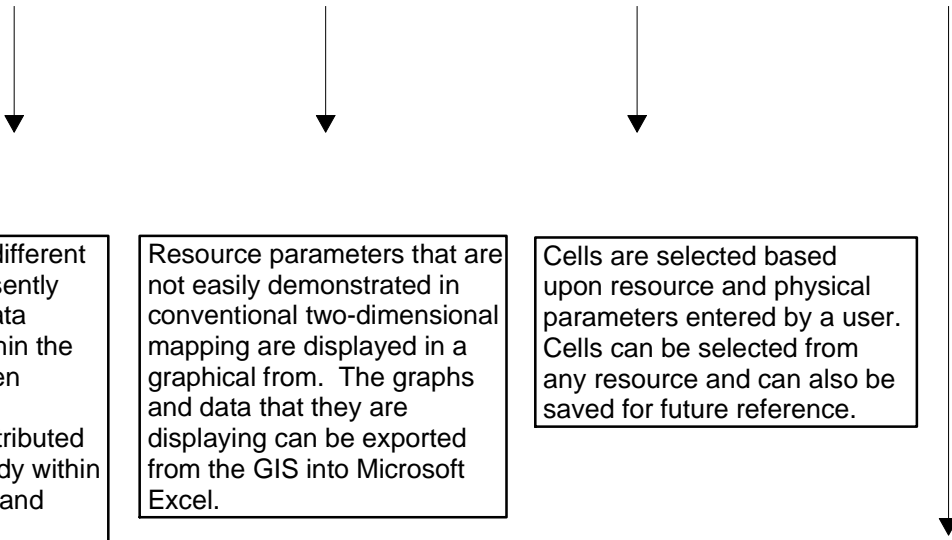 different
sently
ata
hin the
en
tributed
dy within
and
Resource parameters that are
not easily demonstrated in
conventional two-dimensional
mapping are displayed in a
graphical from.  The graphs
and data that they are
displaying can be exported
from the GIS into Microsoft
Excel.
Cells are selected based
upon resource and physical
parameters entered by a user.
Cells can be selected from
any resource and can also be
saved for future reference.